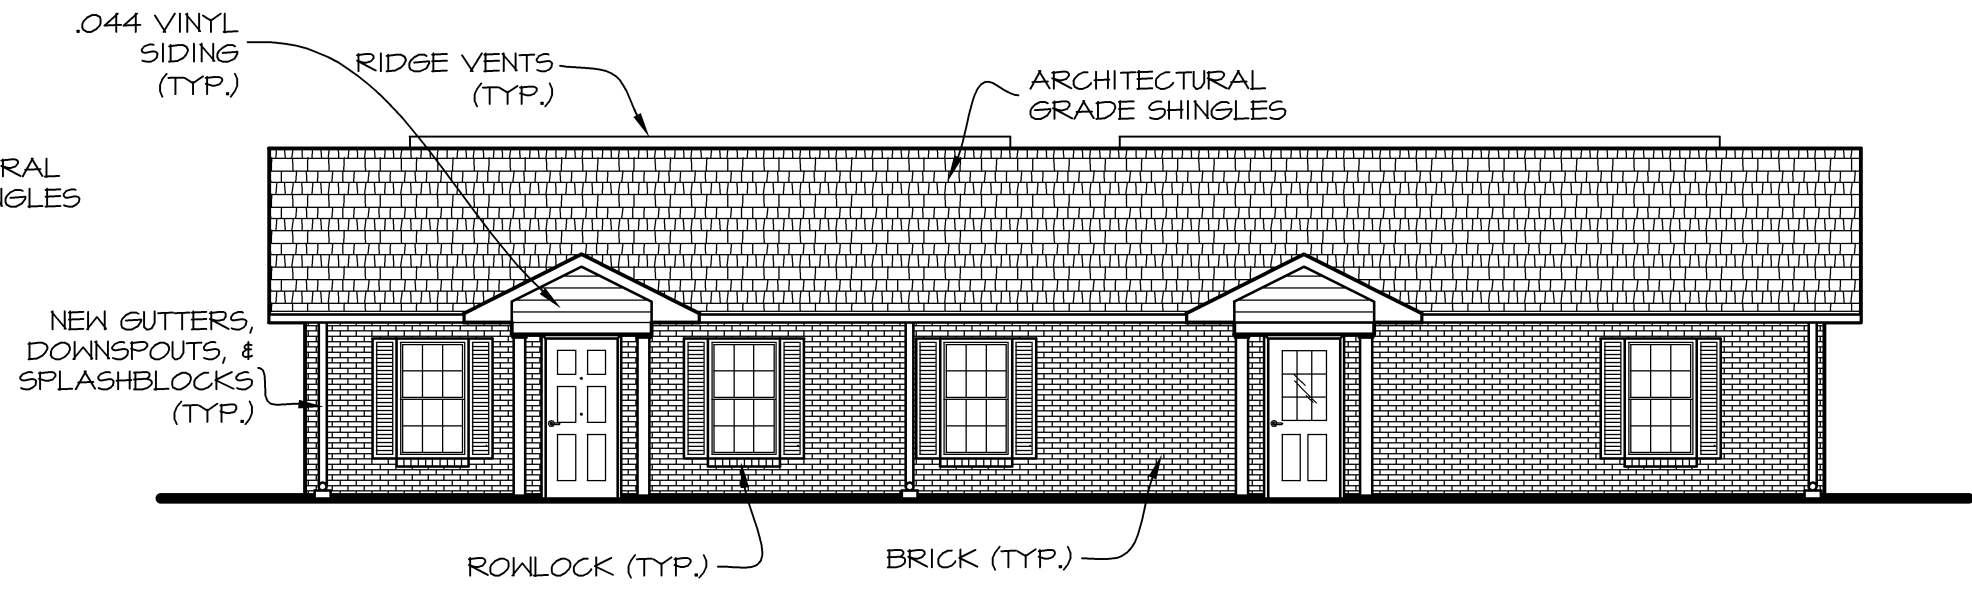 .044 VINYL
SIDING
(TYP.)
RIDGE VENTS
(TYP.)
ARCHITECTURAL
GRADE SHINGLES
RAL
NGLES
NEW GUTTERS,
DOWNSPOUTS, &
SPLASHBLOCKS
(TYP.)
ROWLOCK (TYP.)
BRICK (TYP.)